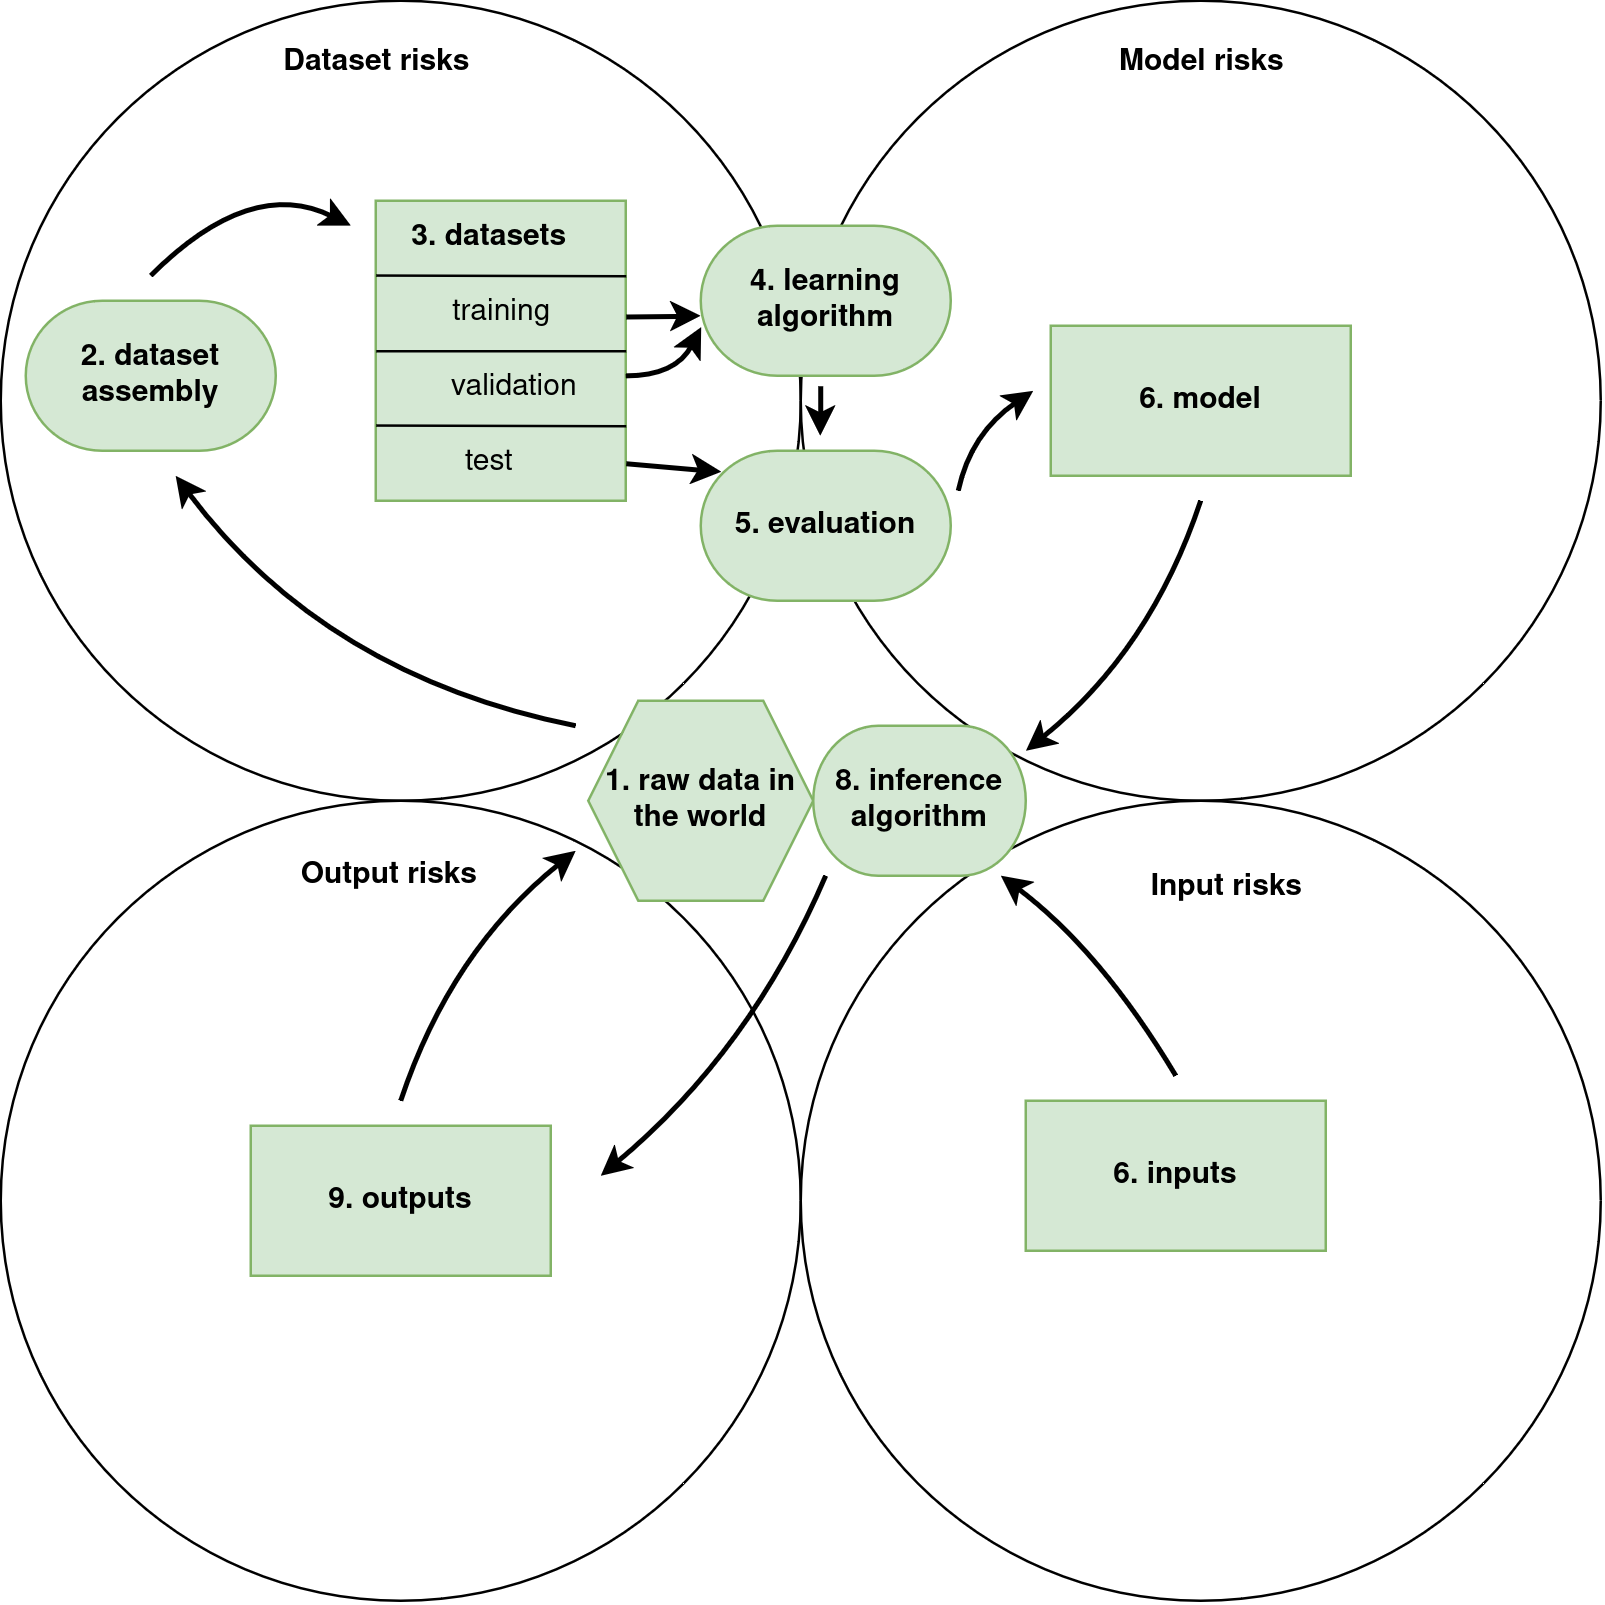 Dataset risks
Model risks
3. datasets
training
validation
test
4. learning
algorithm
2. dataset
assembly
6. model
5. evaluation
1. raw data in
the world
8. inference
algorithm
Output risks
Input risks
9. outputs
6. inputs